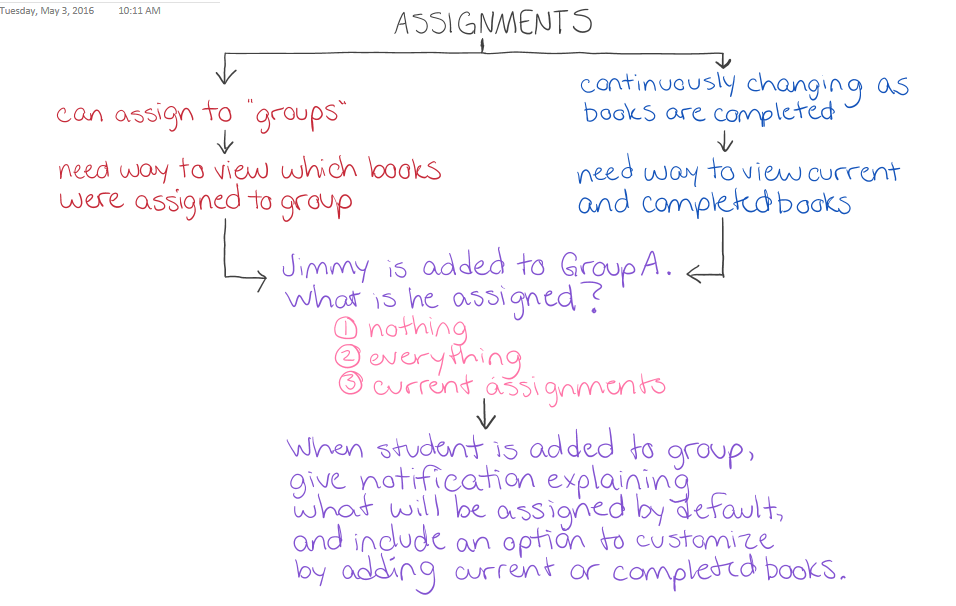 Tuesday, May 3, 2016 10:11 AM
ASSIGNMENTS
can assign to "groups"
need way to view which books
were assigned to group
continuously changing as
books are completed
need way to view current
and completed books
Jimmy is added to Group A.
What is he assigned?
① nothing
② everything
③ current assignments
When student is added to group,
give notification explaining
what will be assigned by default,
and include an option to customize
by adding current or completed books.